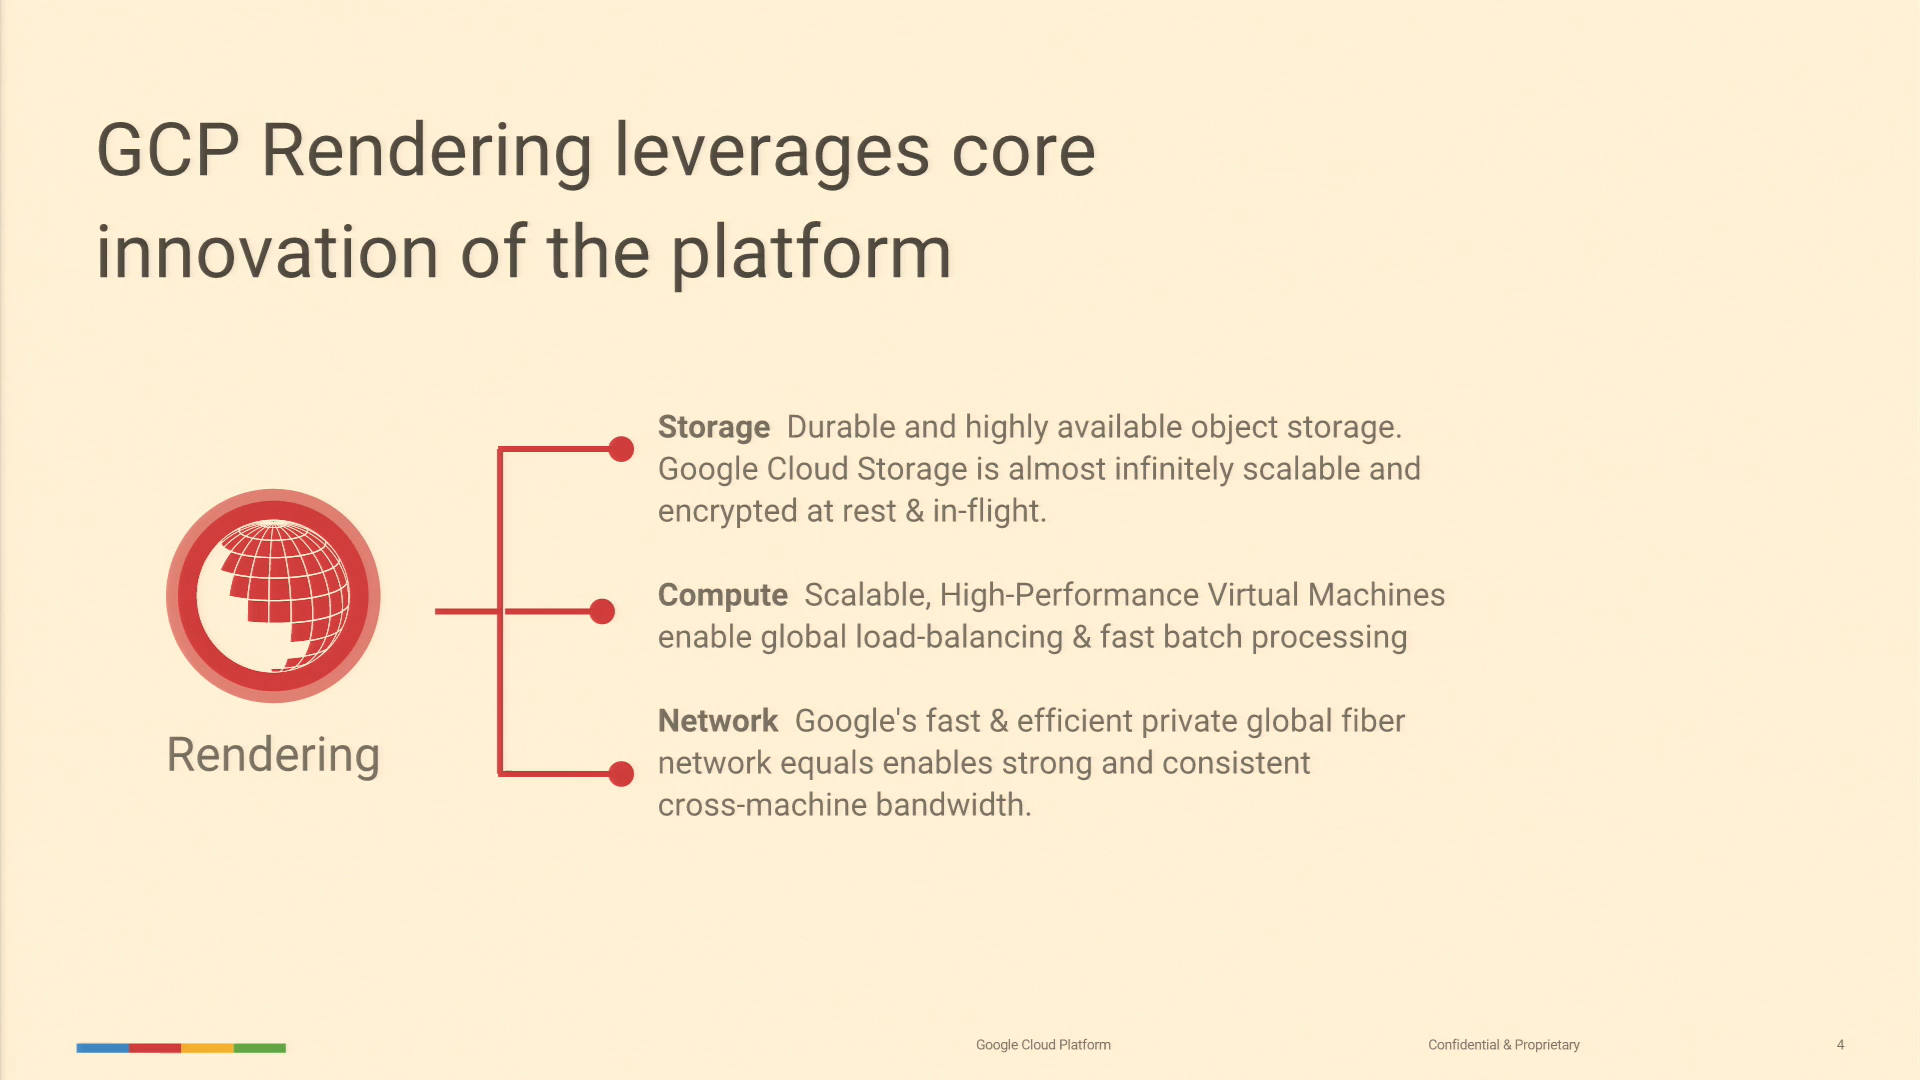 GCP Rendering leverages core
innovation of the platform
Storage Durable and highly available object storage.
Google Cloud Storage is almost infinitely scalable and
encrypted at rest & in-flight.
Compute Scalable, High-Performance Virtual Machines
enable global load-balancing & fast batch processing
Network Google's fast & efficient private global fiber
network equals enables strong and consistent
cross-machine bandwidth.
Rendering
Google Cloud Platform
Confidential & Proprietary
4